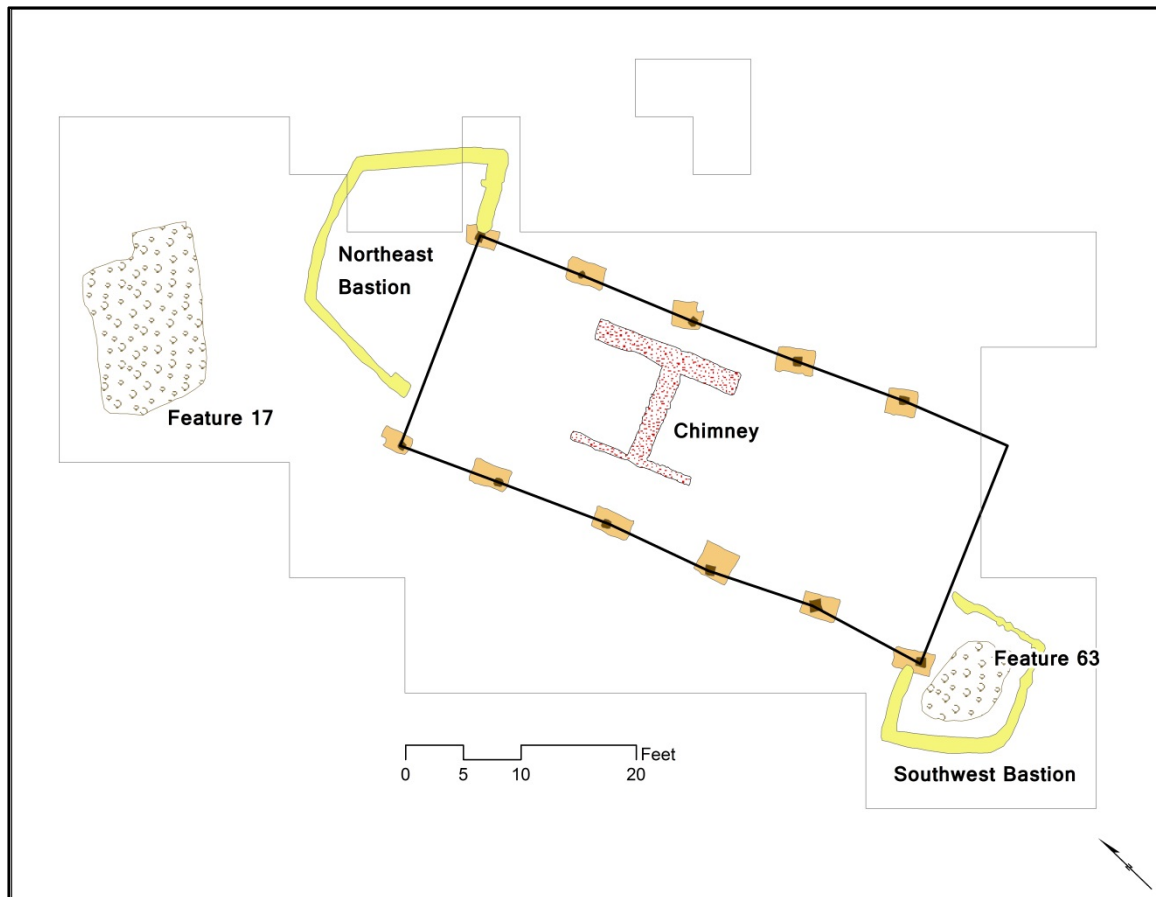 Northeast
Bastion
Feature 17
Chimney
Feature 63
Southwest Bastion
Feet
0 5 10 20
N